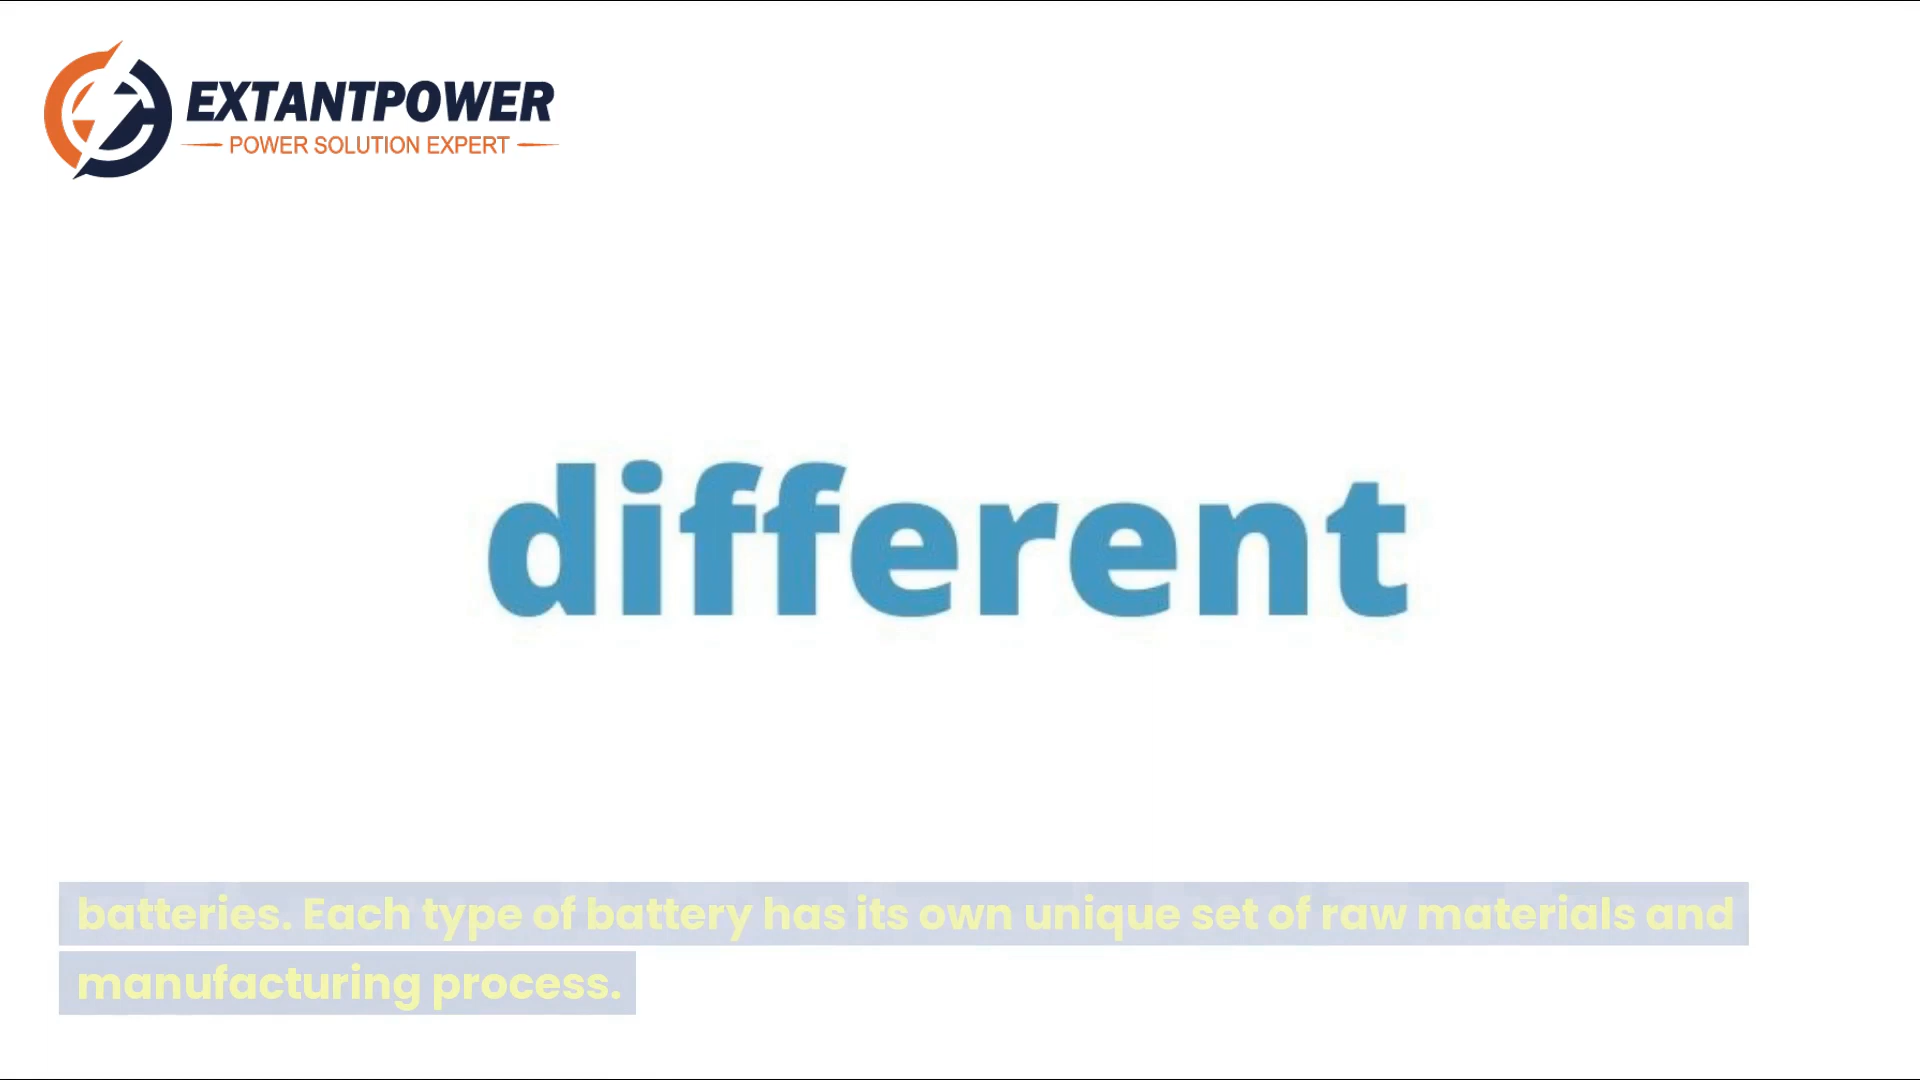 EXTANTPOWER
POWER SOLUTION EXPERT
different
batteries. Each type of battery has its own unique set of raw materials and
manufacturing process.